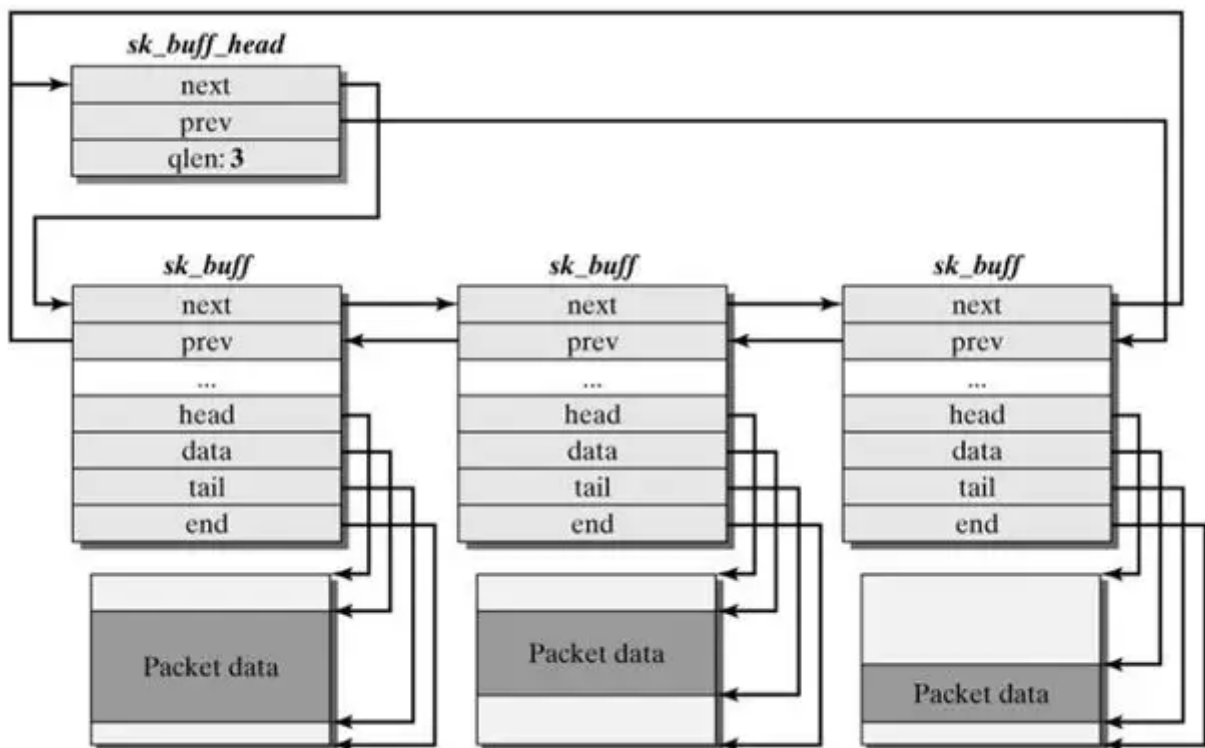 sk_buff_head
next
prev
qlen: 3
sk_buff
next
prev
...
head
data
tail
end
Packet data
sk_buff
next
prev
...
head
data
tail
end
Packet data
sk_buff
next
prev
...
head
data
tail
end
Packet data